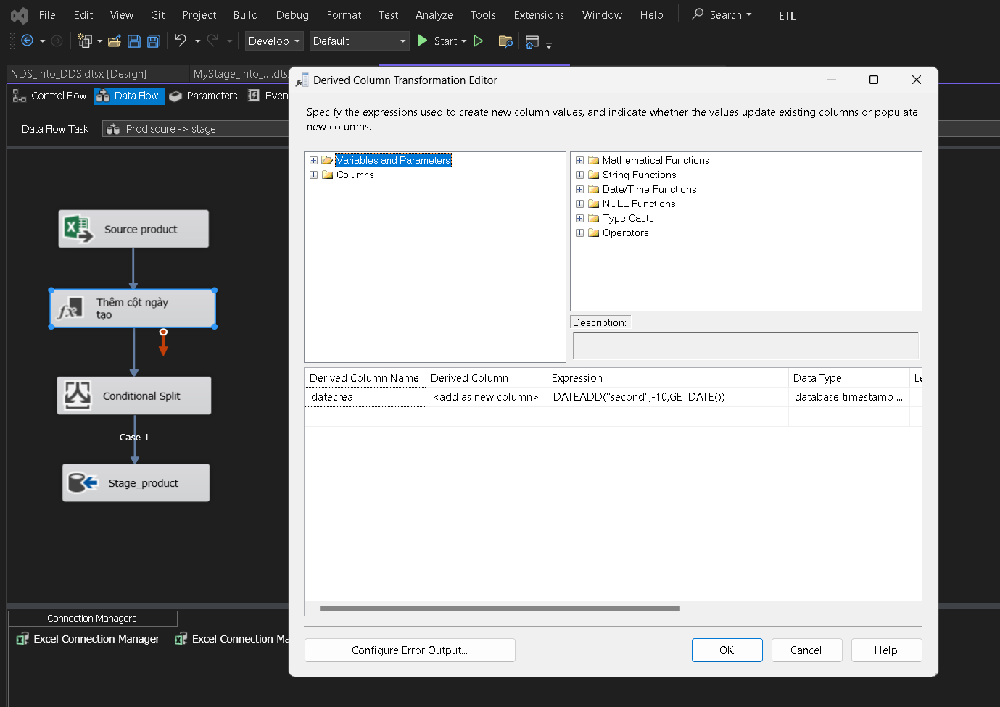 File Edit View Git Project Build Debug Format Test Analyze Tools Extensions Window Help Search ETL
Develop Default Start
NDS_into_DDS.dtsx [Design] MyStage_into_....dts
Control Flow Data Flow Parameters Even
Data Flow Task: Prod soure -> stage
Source product
Thêm cột ngày
tạo
Conditional Split
Case 1
Stage_product
Connection Managers
Excel Connection Manager Excel Connection Ma
Derived Column Transformation Editor
Specify the expressions used to create new column values, and indicate whether the values update existing columns or populate
new columns.
Variables and Parameters
Columns
Mathematical Functions
String Functions
Date/Time Functions
NULL Functions
Type Casts
Operators
Description:
Derived Column Name Derived Column Expression Data Type Le
datecrea <add as new column> DATEADD("second",-10,GETDATE()) database timestamp ...
Configure Error Output... OK Cancel Help